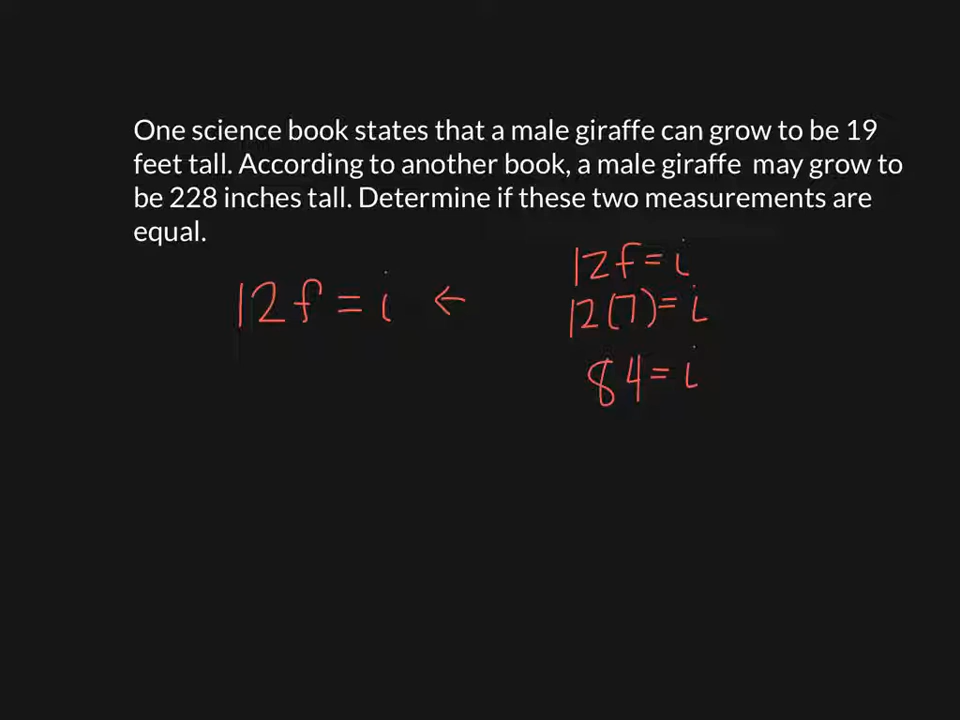 One science book states that a male giraffe can grow to be 19
feet tall. According to another book, a male giraffe may grow to
be 228 inches tall. Determine if these two measurements are
equal.
12f = i ←
12f = i
12(7) = i
84 = i